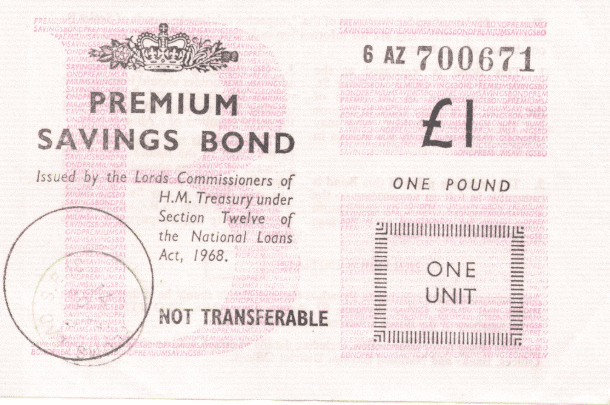 6 AZ 700671
PREMIUM
SAVINGS BOND
£1
Issued by the Lords Commissioners of
H.M. Treasury under
Section Twelve of
the National Loans
Act, 1968.
ONE POUND
ONE
UNIT
NOT TRANSFERABLE